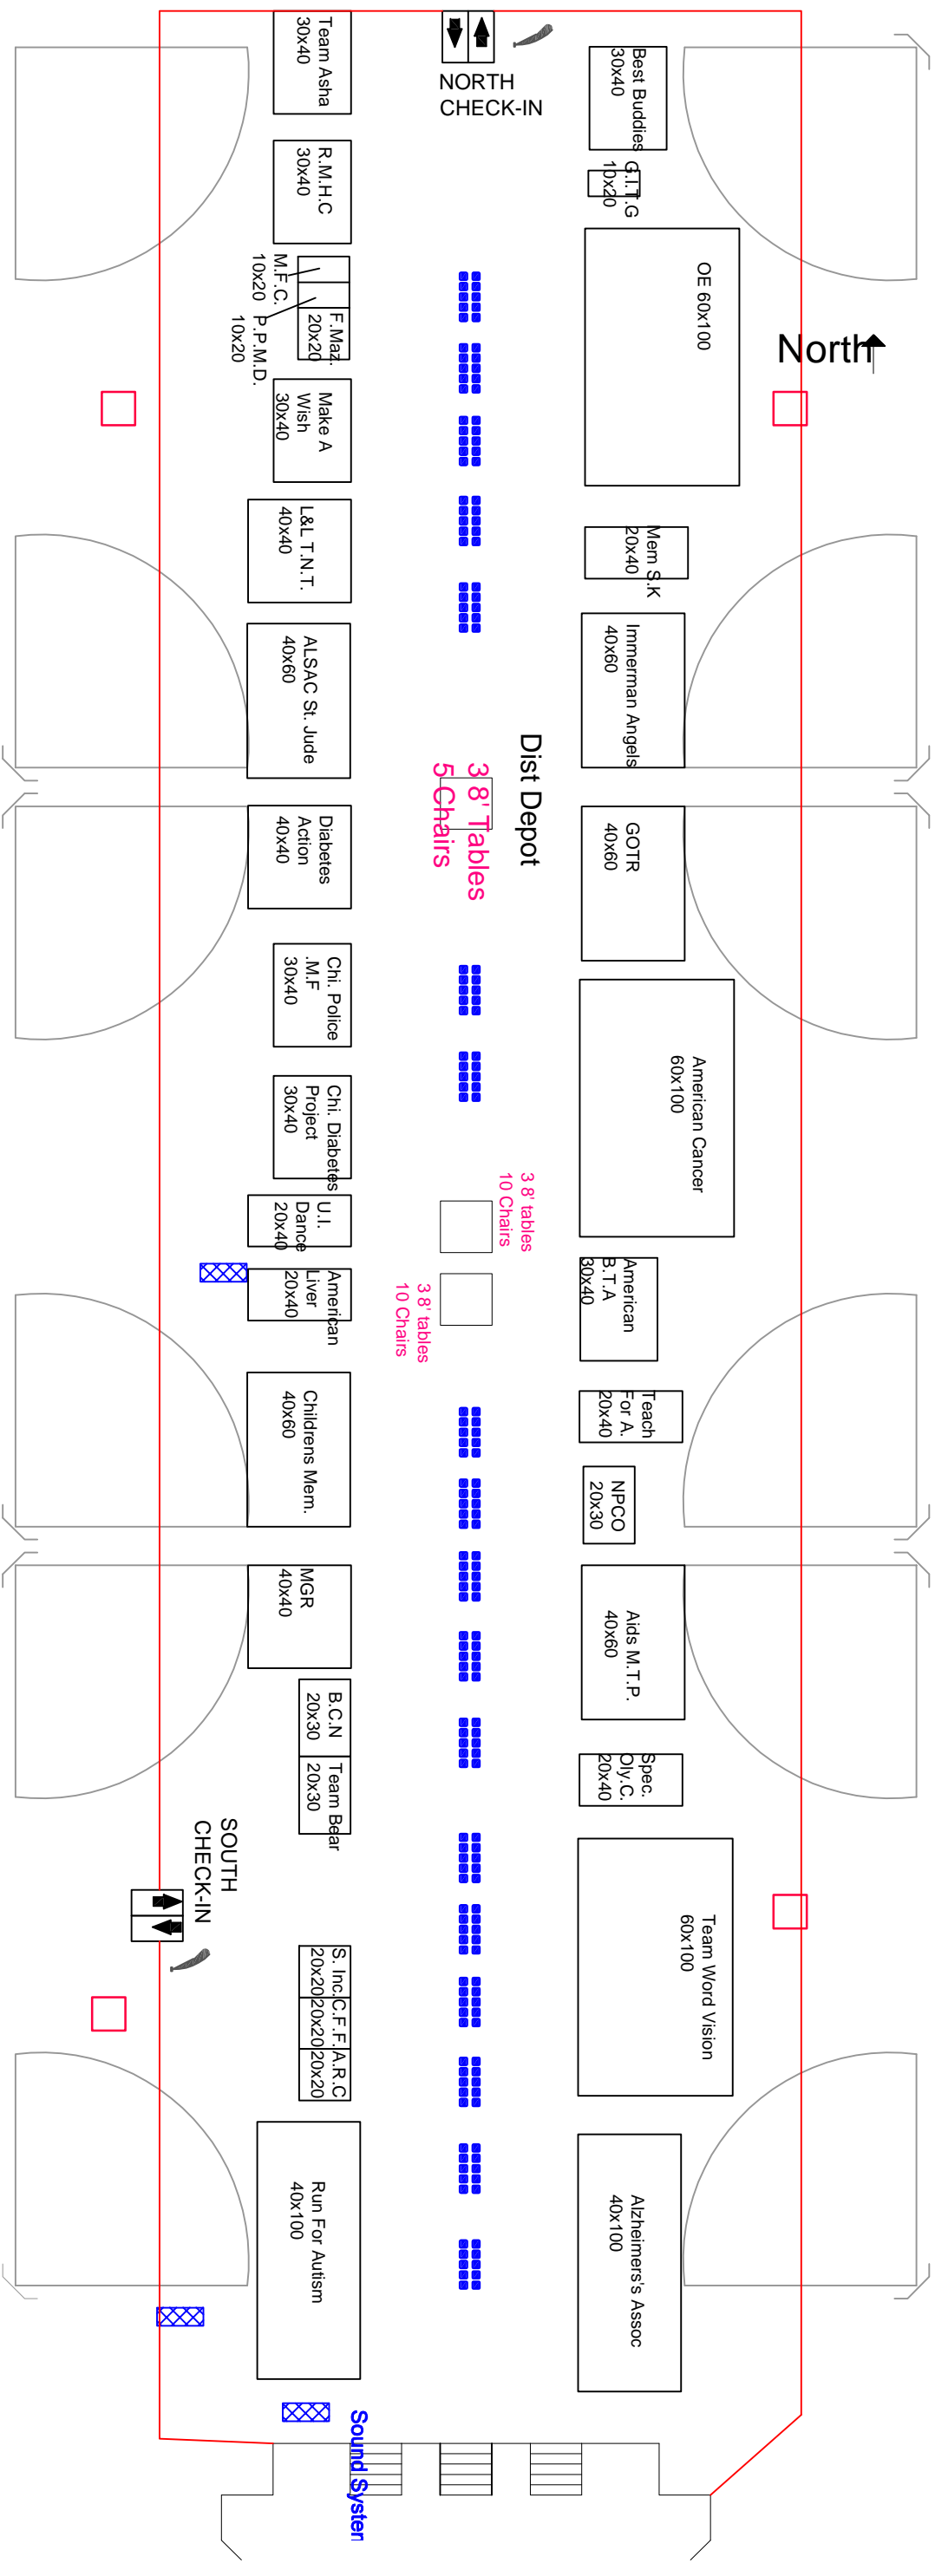 NORTH
CHECK-IN
North
Team Asha
30x40
R.M.H.C
30x40
M.F.C.
10x20
P.P.M.D.
10x20
F.Maz.
20x20
Make A
Wish
30x40
L&L T.N.T.
40x40
ALSAC St. Jude
40x60
Diabetes
Action
40x40
Chi. Police
.M.F
30x40
Chi. Diabetes
Project
30x40
U.I.
Dance
20x40
American
Liver
20x40
Childrens Mem.
40x60
MGR
40x40
B.C.N
20x30
Team Bear
20x30
SOUTH
CHECK-IN
S. Inc.
20x20
C.F.F.
20x20
A.R.C
20x20
Run For Autism
40x100
Sound Syster
Dist Depot
3 8' Tables
5 Chairs
3 8' tables
10 Chairs
3 8' tables
10 Chairs
Best Buddies
30x40
G.I.T.G
10x20
OE 60x100
Mem S.K
20x40
Immerman Angels
40x60
GOTR
40x60
American Cancer
60x100
American
B.T.A
30x40
Teach
For A.
20x40
NPCO
20x30
Aids M.T.P.
40x60
Spec.
Oly.C.
20x40
Team Word Vision
60x100
Alzheimers's Assoc
40x100